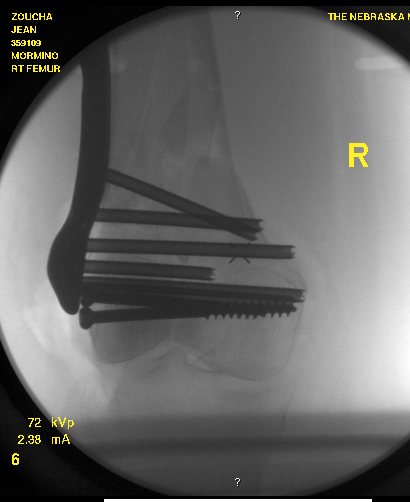 ?
ZOUCHA
JEAN
359109
MORMINO
RT FEMUR
THE NEBRASKA
R
72 kVp
2.38 mA
6
?